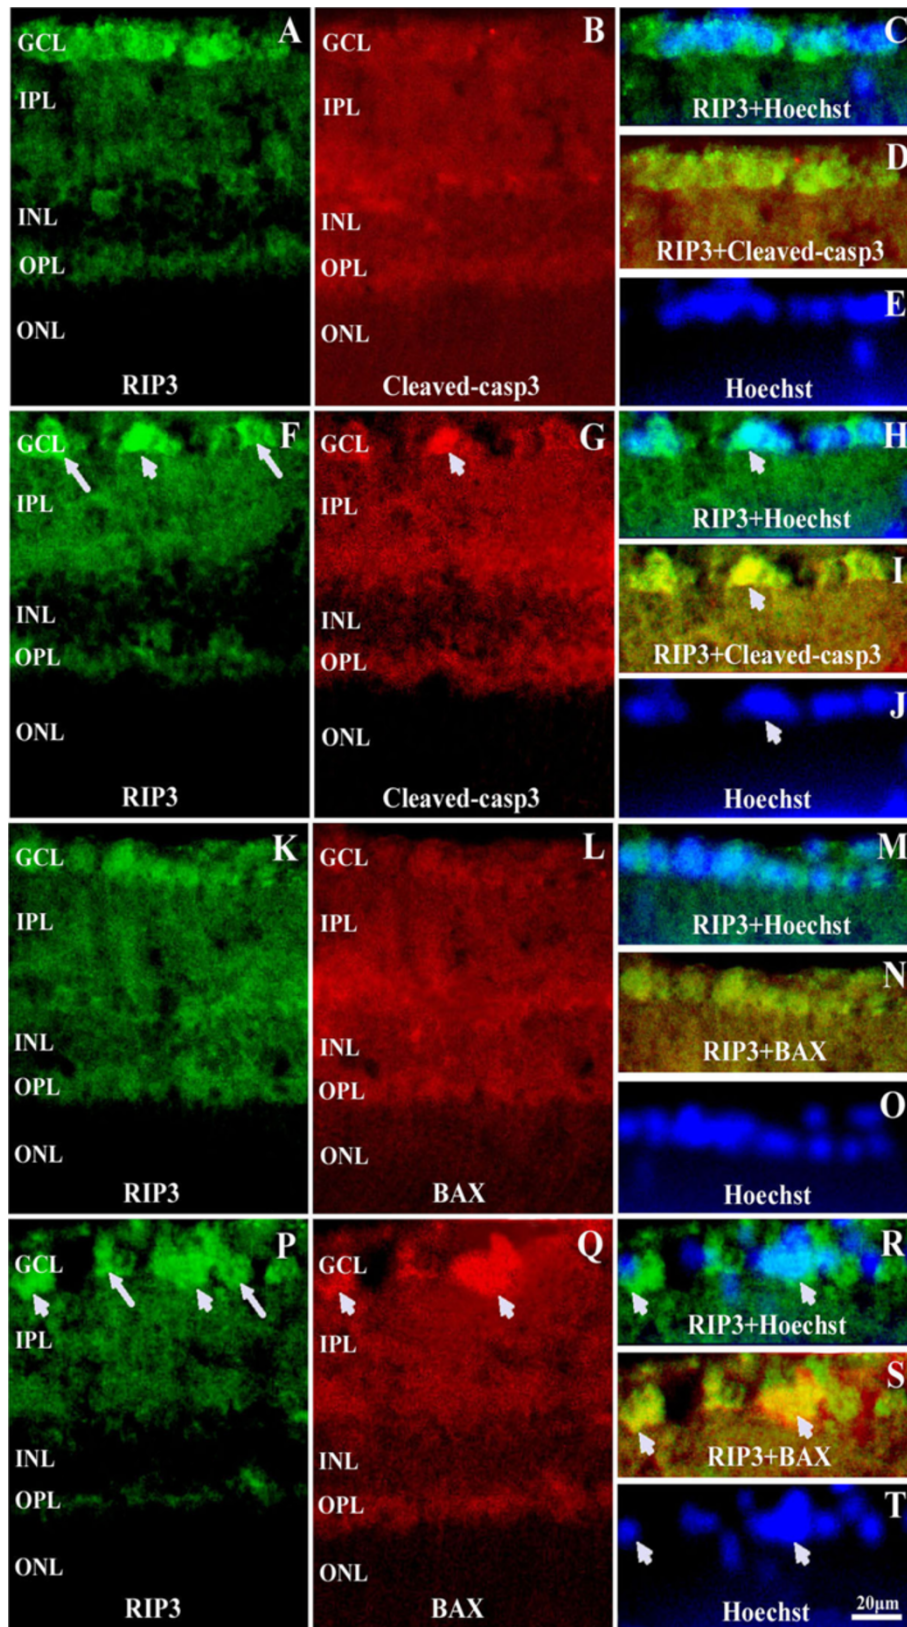 A
GCL
IPL
INL
OPL
ONL
RIP3
B
GCL
IPL
INL
OPL
ONL
Cleaved-casp3
C
RIP3+Hoechst
D
RIP3+Cleaved-casp3
E
Hoechst
F
GCL
IPL
INL
OPL
ONL
RIP3
G
GCL
IPL
INL
OPL
ONL
Cleaved-casp3
H
RIP3+Hoechst
I
RIP3+Cleaved-casp3
J
Hoechst
K
GCL
IPL
INL
OPL
ONL
RIP3
L
GCL
IPL
INL
OPL
ONL
BAX
M
RIP3+Hoechst
N
RIP3+BAX
O
Hoechst
P
GCL
IPL
INL
OPL
ONL
RIP3
Q
GCL
IPL
INL
OPL
ONL
BAX
R
RIP3+Hoechst
S
RIP3+BAX
T
Hoechst
20µm